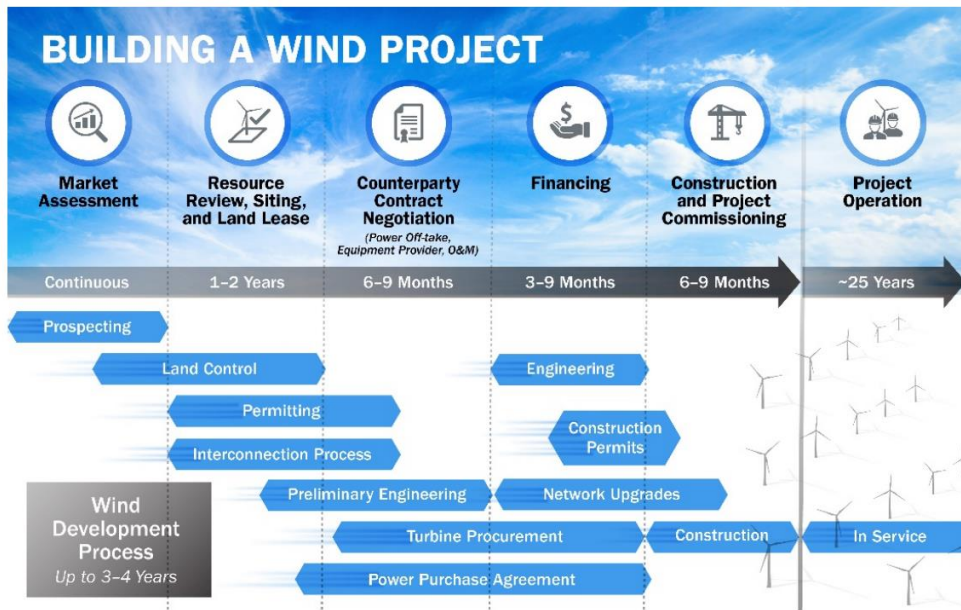 BUILDING A WIND PROJECT
Market
Assessment
Resource
Review, Siting,
and Land Lease
Counterparty
Contract
Negotiation
(Power Off-take,
Equipment Provider, O&M)
$
Financing
Construction
and Project
Commissioning
Project
Operation
Continuous
1–2 Years
6–9 Months
3–9 Months
6–9 Months
~25 Years
Prospecting
Land Control
Engineering
Permitting
Construction
Permits
Interconnection Process
Preliminary Engineering
Network Upgrades
Wind
Development
Process
Up to 3–4 Years
Turbine Procurement
Construction
In Service
Power Purchase Agreement